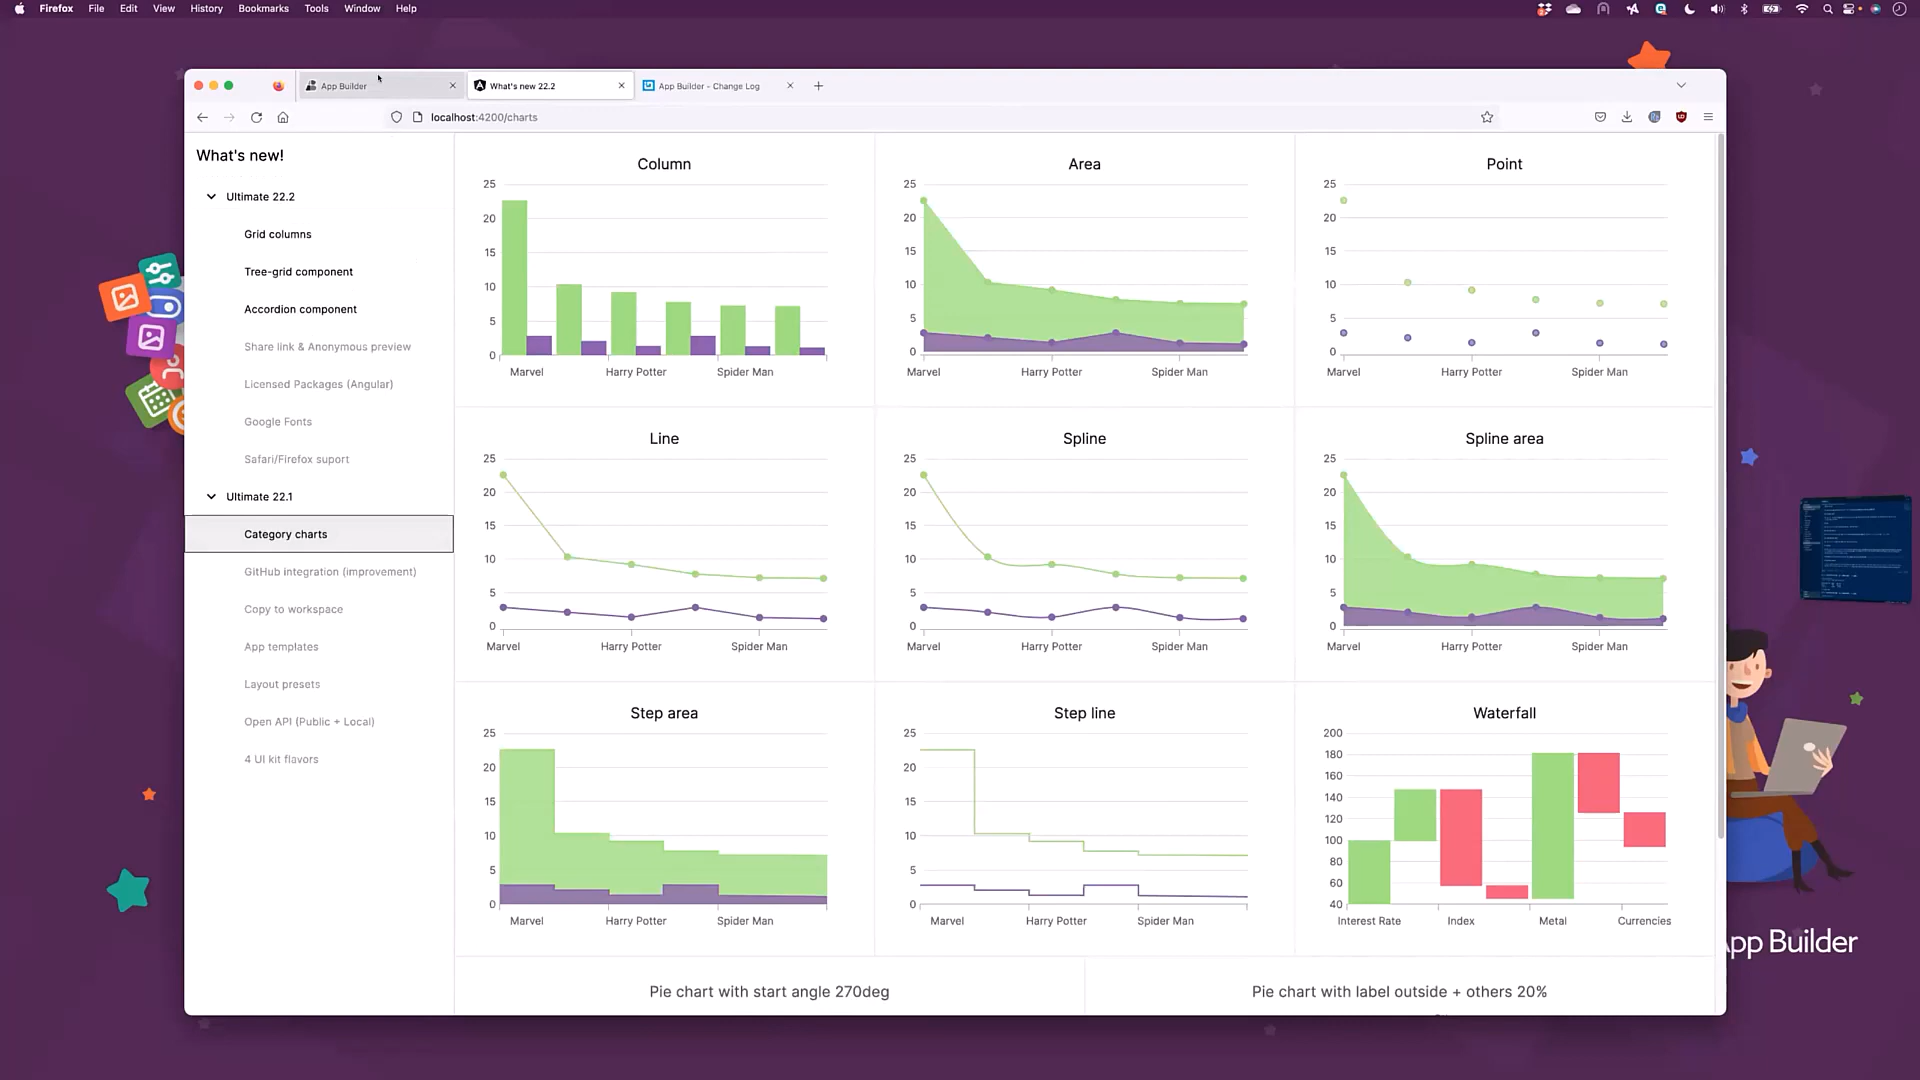 Firefox File Edit View History Bookmarks Tools Window Help
App Builder
What's new 22.2
App Builder - Change Log
localhost:4200/charts
What's new!
Ultimate 22.2
Grid columns
Tree-grid component
Accordion component
Share link & Anonymous preview
Licensed Packages (Angular)
Google Fonts
Safari/Firefox suport
Ultimate 22.1
Category charts
GitHub integration (improvement)
Copy to workspace
App templates
Layout presets
Open API (Public + Local)
4 UI kit flavors
Column
25
20
15
10
5
0
Marvel Harry Potter Spider Man
Area
25
20
15
10
5
0
Marvel Harry Potter Spider Man
Point
25
20
15
10
5
0
Marvel Harry Potter Spider Man
Line
25
20
15
10
5
0
Marvel Harry Potter Spider Man
Spline
25
20
15
10
5
0
Marvel Harry Potter Spider Man
Spline area
25
20
15
10
5
0
Marvel Harry Potter Spider Man
Step area
25
20
15
10
5
0
Marvel Harry Potter Spider Man
Step line
25
20
15
10
5
0
Marvel Harry Potter Spider Man
Waterfall
200
180
160
140
120
100
80
60
40
Interest Rate Index Metal Currencies
Pie chart with start angle 270deg
Pie chart with label outside + others 20%
pp Builder